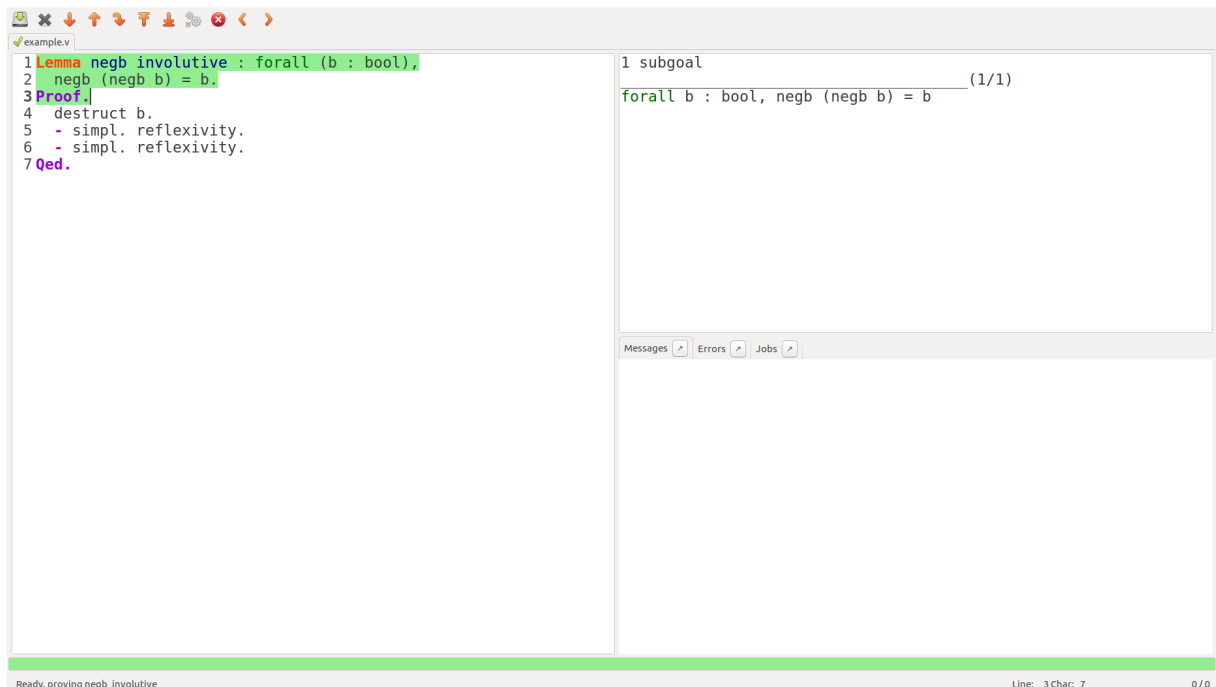 example.v
1 Lemma negb involutive : forall (b : bool),
2   negb (negb b) = b.
3 Proof.
4   destruct b.
5   - simpl. reflexivity.
6   - simpl. reflexivity.
7 Qed.
1 subgoal
______________________________________(1/1)
forall b : bool, negb (negb b) = b
Messages Errors Jobs
Ready, proving negb_involutive Line: 3 Char: 7 0 / 0